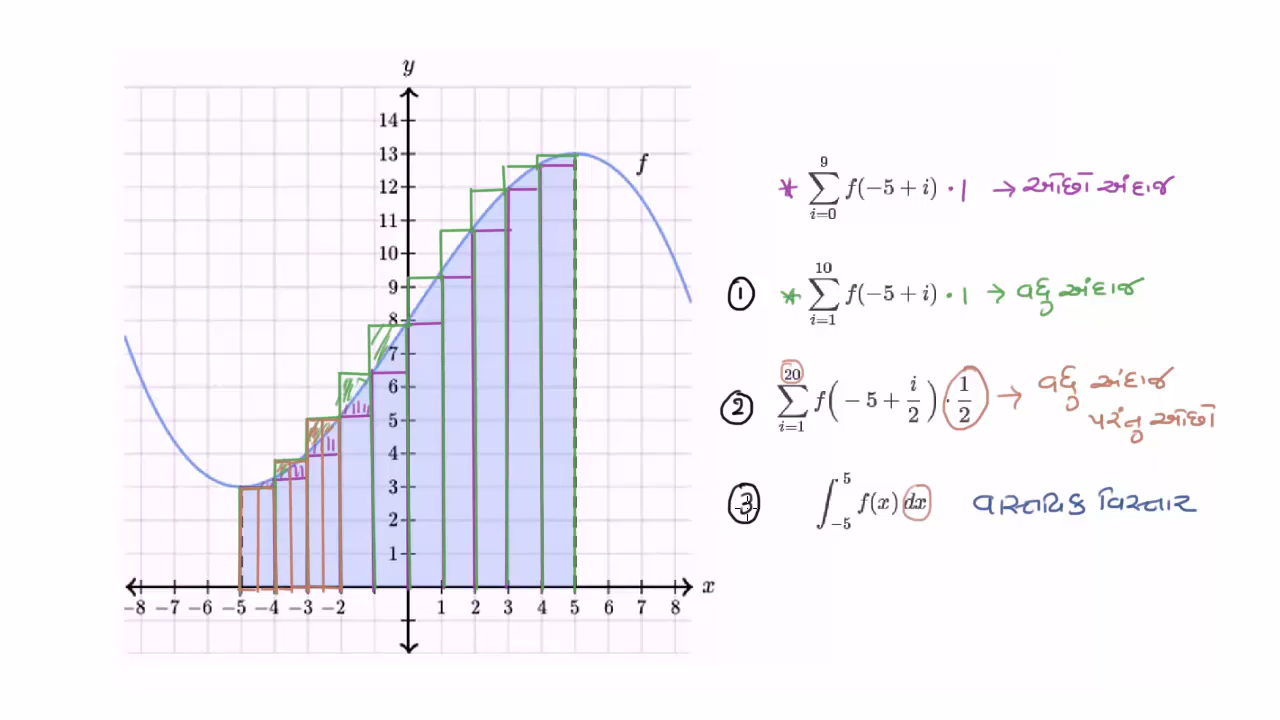 y
14
13
12
11
10
9
8
7
6
5
4
3
2
1
f
x
−8 −7 −6 −5 −4 −3 −2 1 2 3 4 5 6 7 8
* ∑_{i=0}^{9} f(−5 + i) · 1 → ઓછો અંદાજ
① * ∑_{i=1}^{10} f(−5 + i) · 1 → વધુ અંદાજ
② ∑_{i=1}^{20} f(−5 + i/2) · 1/2 → વધુ અંદાજ
પરંતુ ઓછો
③ ∫_{−5}^{5} f(x) dx વાસ્તવિક વિસ્તાર